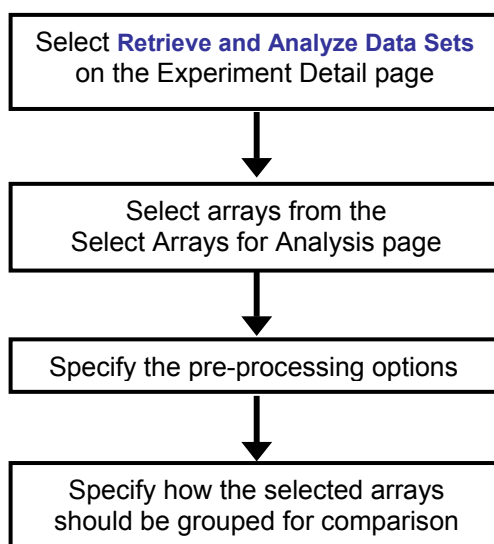 Select Retrieve and Analyze Data Sets
on the Experiment Detail page
Select arrays from the
Select Arrays for Analysis page
Specify the pre-processing options
Specify how the selected arrays
should be grouped for comparison